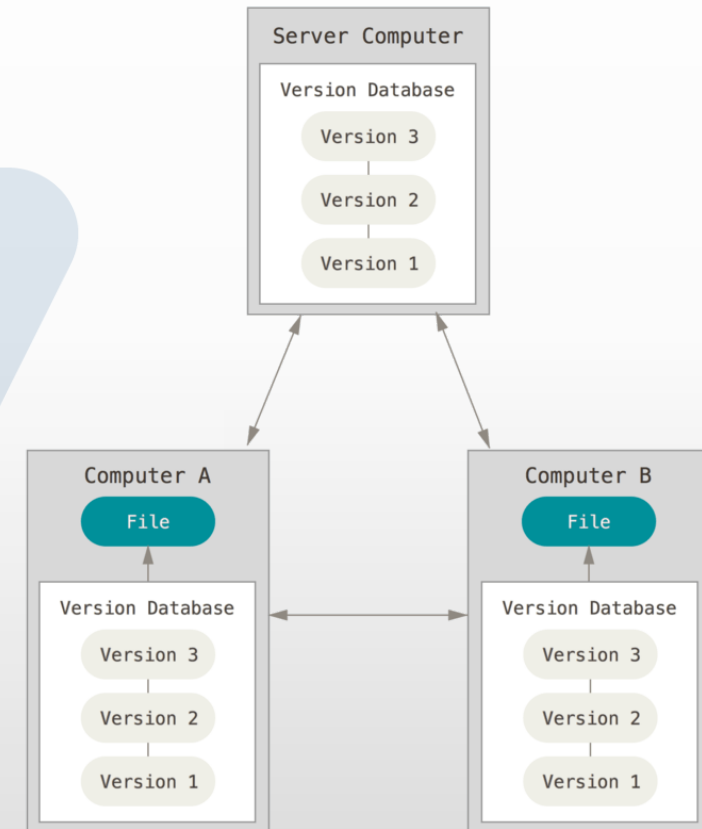 Server Computer
Version Database
Version 3
Version 2
Version 1
Computer A
File
Version Database
Version 3
Version 2
Version 1
Computer B
File
Version Database
Version 3
Version 2
Version 1